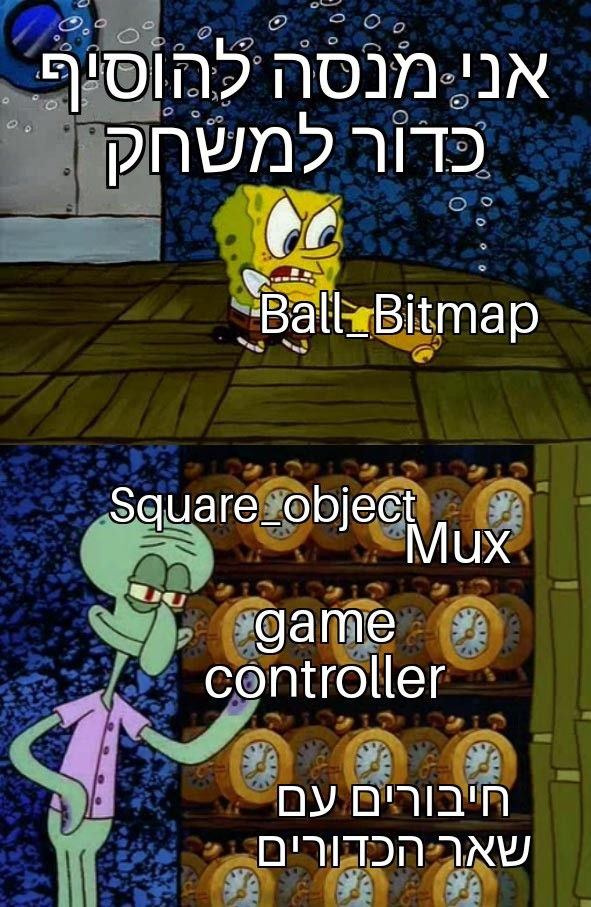 אני מנסה להוסיף
כדור למשחק
Ball_Bitmap
Square_object
Mux
game
controller
חיבורים עם
שאר הכדורים